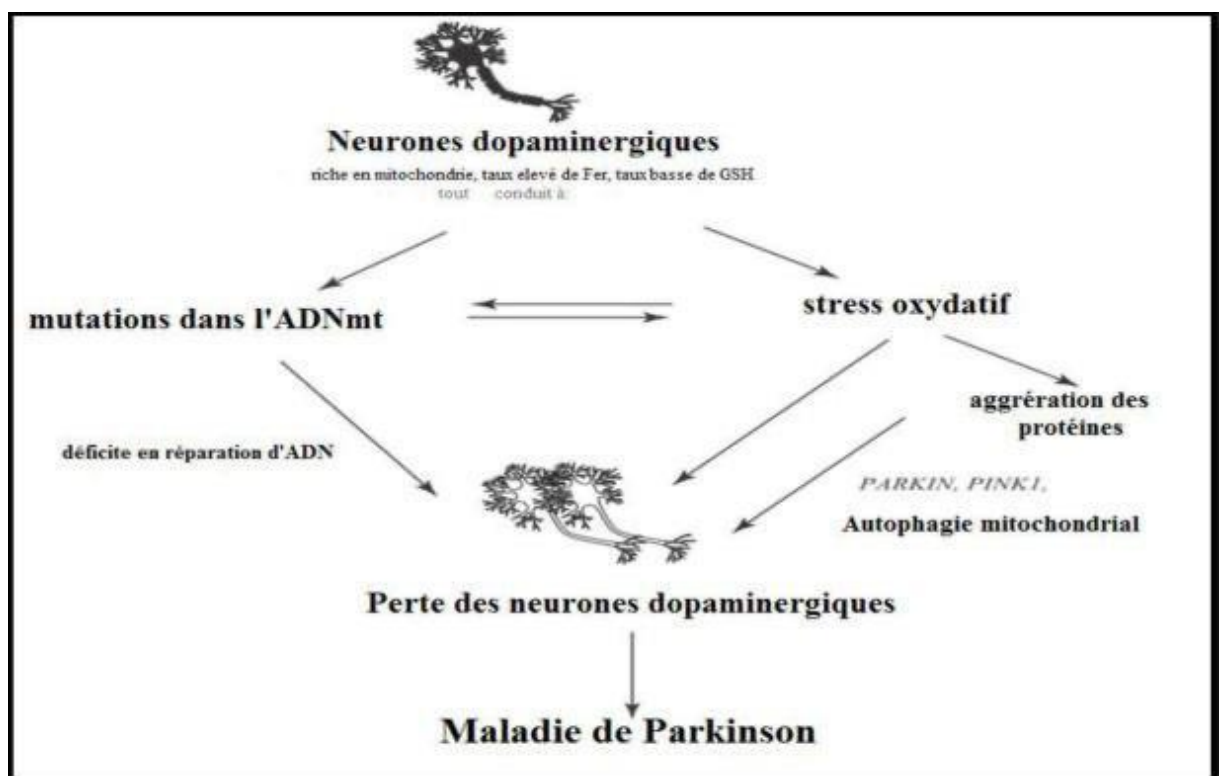 Neurones dopaminergiques
riche en mitochondrie, taux elevé de Fer, taux basse de GSH
tout conduit à:
mutations dans l'ADNmt
stress oxydatif
aggrération des
protéines
déficite en réparation d'ADN
PARKIN, PINK1,
Autophagie mitochondrial
Perte des neurones dopaminergiques
Maladie de Parkinson